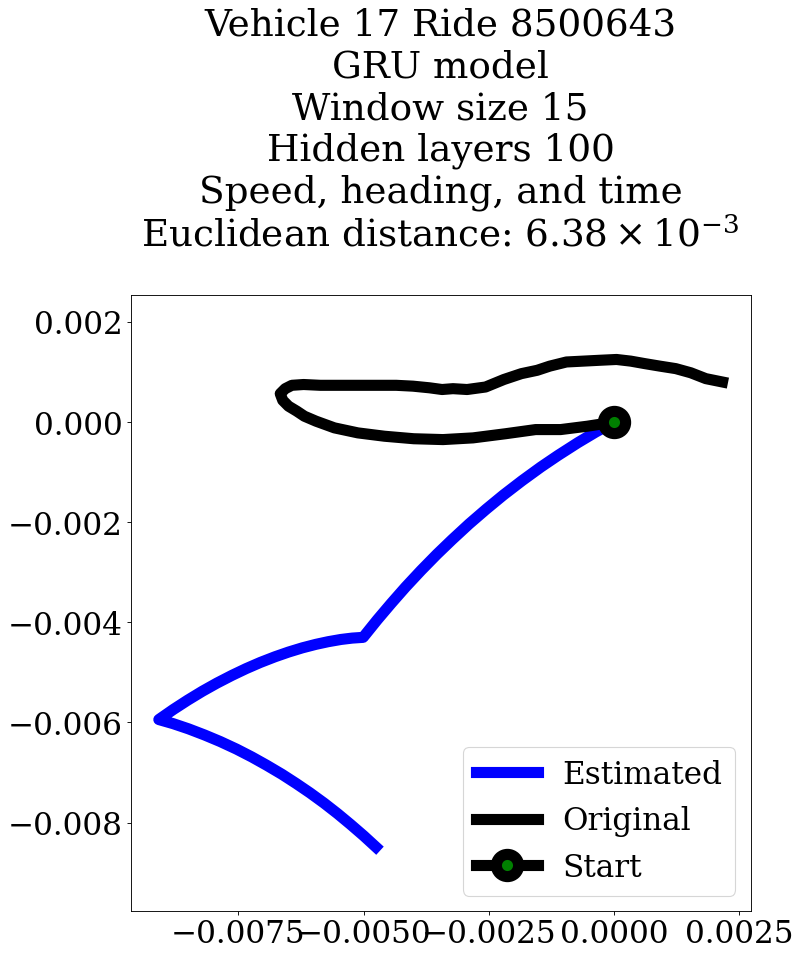 Vehicle 17 Ride 8500643
GRU model
Window size 15
Hidden layers 100
Speed, heading, and time
Euclidean distance: 6.38 × 10⁻³
0.002
0.000
−0.002
−0.004
−0.006
−0.008
Estimated
Original
Start
−0.0075 −0.0050 −0.0025 0.0000 0.0025